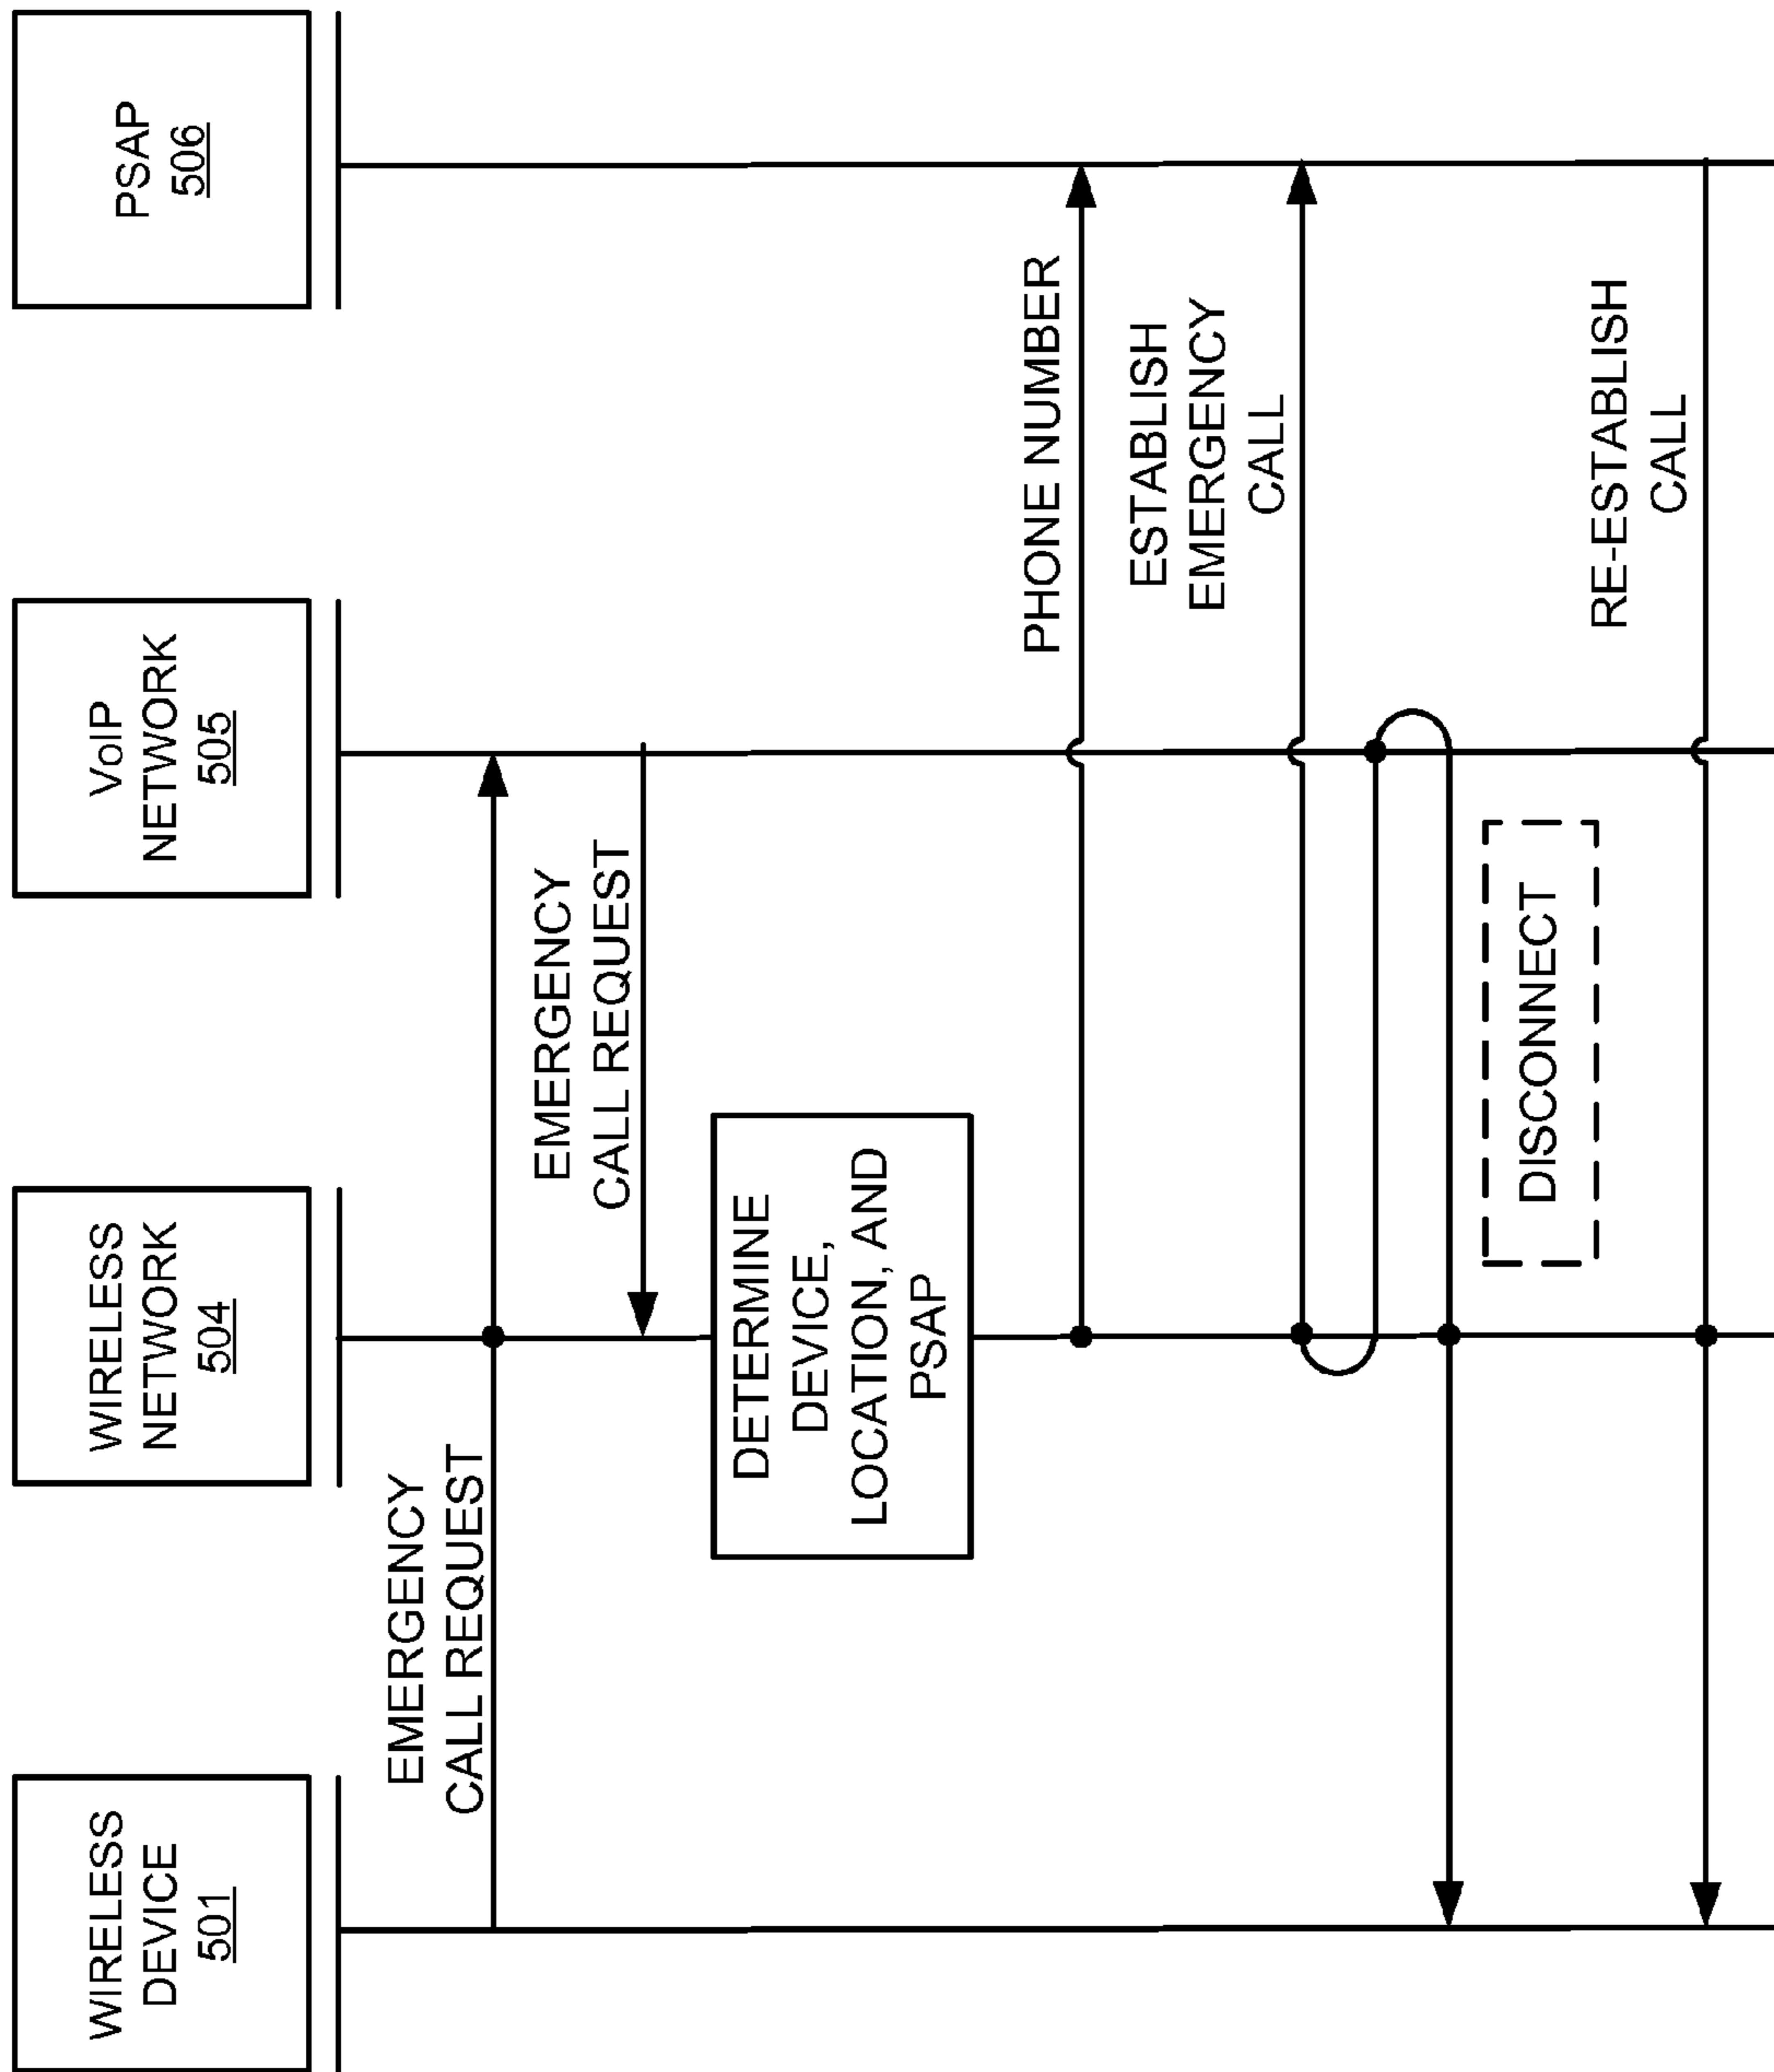 WIRELESS
DEVICE
501
WIRELESS
NETWORK
504
VoIP
NETWORK
505
PSAP
506
EMERGENCY
CALL REQUEST
EMERGENCY
CALL REQUEST
DETERMINE
DEVICE,
LOCATION, AND
PSAP
PHONE NUMBER
ESTABLISH
EMERGENCY
CALL
DISCONNECT
RE-ESTABLISH
CALL